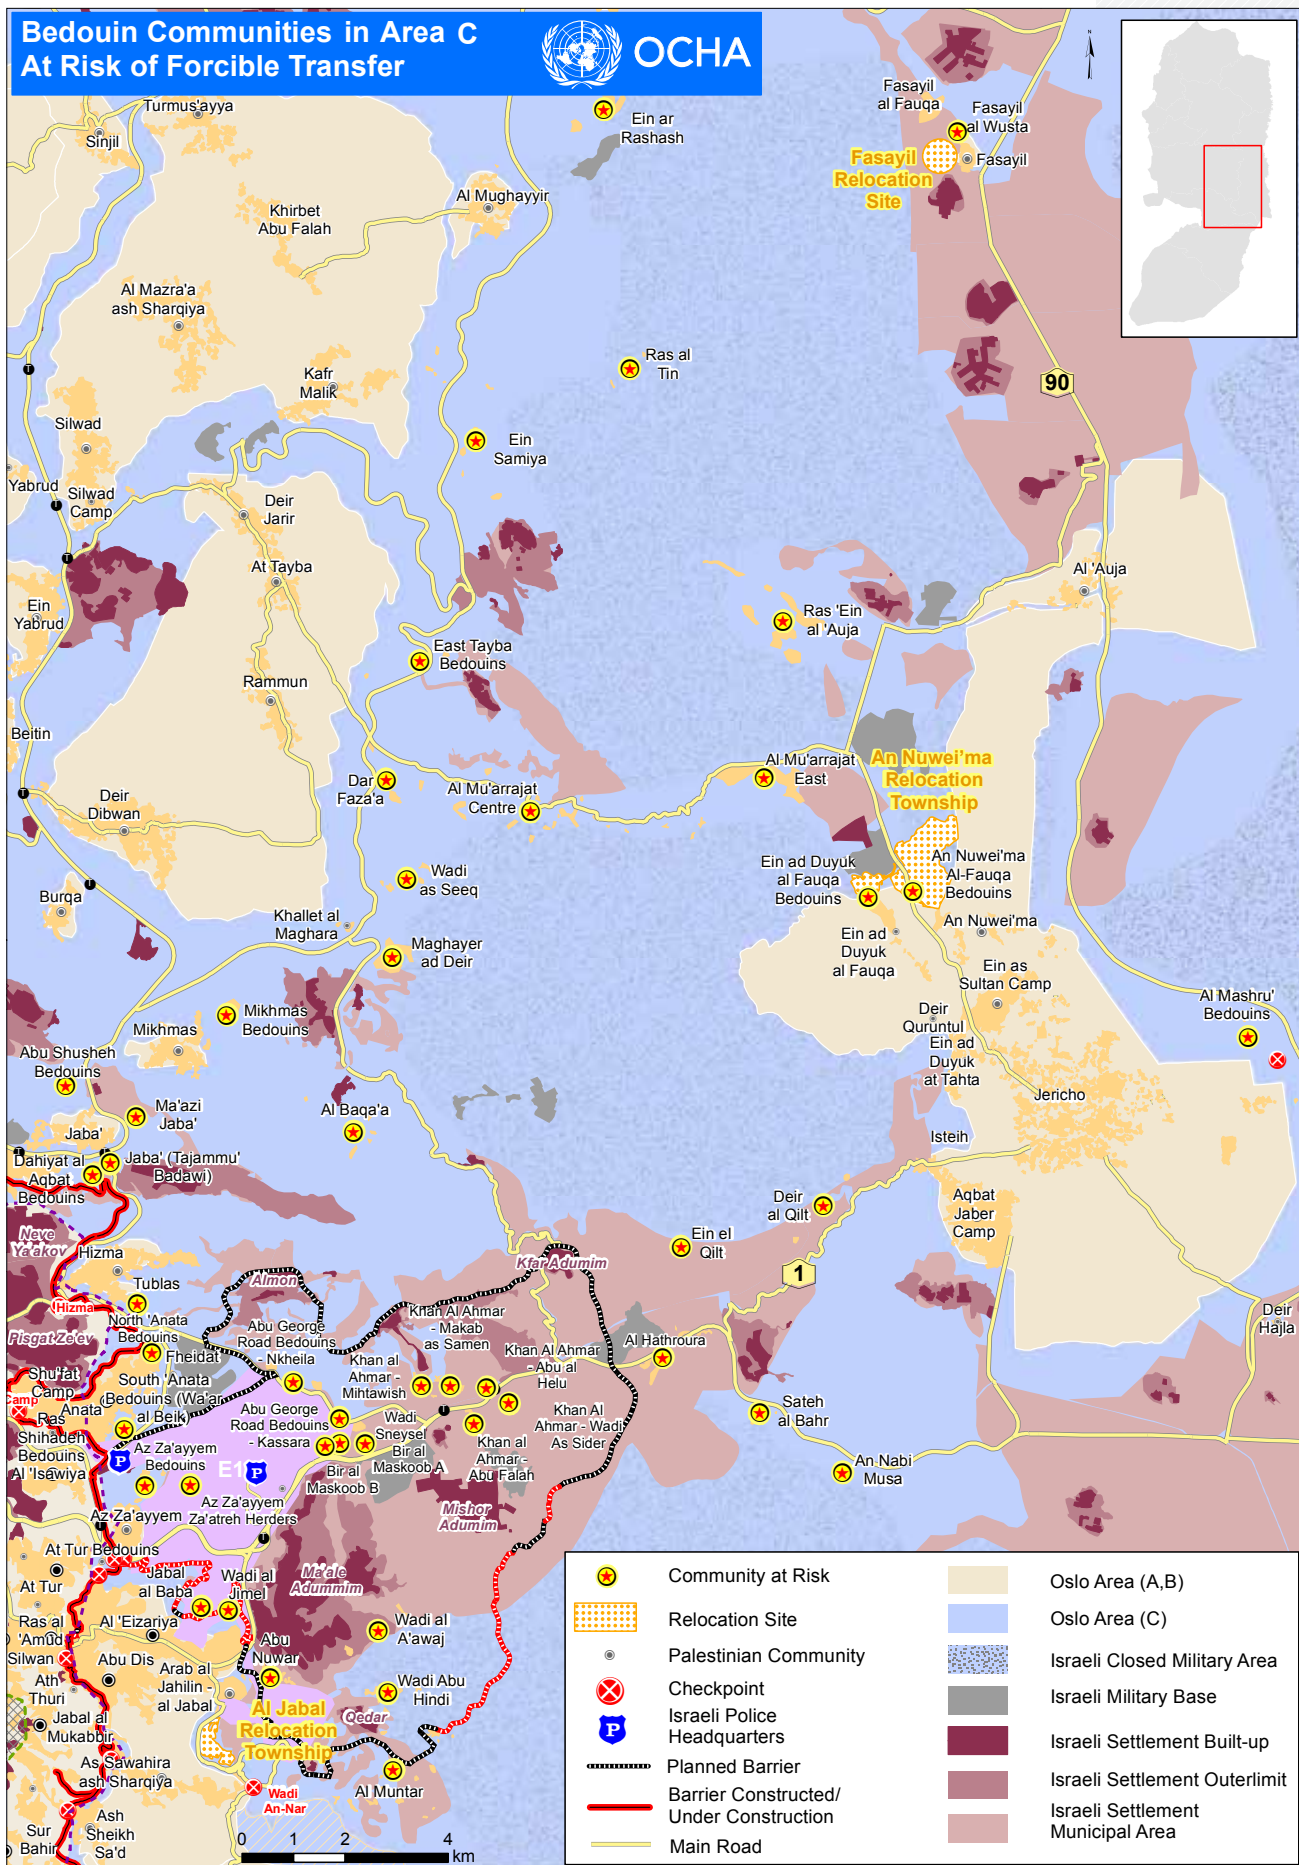 Bedouin Communities in Area C
At Risk of Forcible Transfer
OCHA
N
Turmus'ayya
Sinjil
Ein ar
Rashash
Fasayil
al Fauqa
Fasayil
al Wusta
Fasayil
Fasayil
Relocation
Site
Al Mughayyir
Khirbet
Abu Falah
Al Mazra'a
ash Sharqiya
Ras al
Tin
Kafr
Malik
90
Silwad
Ein
Samiya
Yabrud
Silwad
Camp
Deir
Jarir
At Tayba
Al 'Auja
Ein
Yabrud
Ras 'Ein
al 'Auja
East Tayba
Bedouins
Rammun
Beitin
Al Mu'arrajat
East
An Nuwei'ma
Relocation
Township
Dar
Faza'a
Al Mu'arrajat
Centre
Deir
Dibwan
Ein ad Duyuk
al Fauqa
Bedouins
An Nuwei'ma
Al-Fauqa
Bedouins
Wadi
as Seeq
Burqa
Khallet al
Maghara
An Nuwei'ma
Ein ad
Duyuk
al Fauqa
Maghayer
ad Deir
Ein as
Sultan Camp
Al Mashru'
Bedouins
Mikhmas
Bedouins
Mikhmas
Deir
Quruntul
Ein ad
Duyuk
at Tahta
Abu Shusheh
Bedouins
Jericho
Ma'azi
Jaba'
Al Baqa'a
Jaba'
Isteih
Jaba' (Tajammu'
Badawi)
Dahiyat al
Aqbat
Bedouins
Deir
al Qilt
Aqbat
Jaber
Camp
Neve
Ya'akov
Hizma
Ein el
Qilt
Kfar Adumim
Almon
1
Tublas
Hizma
North 'Anata
Bedouins
Pisgat Ze'ev
Khan Al Ahmar
- Makab
as Samen
Abu George
Road Bedouins
- Nkheila
Deir
Hajla
Al Hathroura
Fheidat
Khan al
Ahmar -
Mihtawish
Khan Al Ahmar
- Abu al
Helu
Shu'fat
Camp
South 'Anata
Bedouins (Wa'ar
al Beik)
Camp
Anata
Ras
Shihadeh
Bedouins
Abu George
Road Bedouins
- Kassara
Wadi
Sneysel
Khan Al
Ahmar - Wadi
As Sider
Sateh
al Bahr
Bir al
Maskoob A
Khan al
Ahmar -
Abu Falah
Az Za'ayyem
Bedouins
E1
P
P
Al 'Isawiya
Bir al
Maskoob B
An Nabi
Musa
Az Za'ayyem
Za'atreh Herders
Mishor
Adumim
Az Za'ayyem
At Tur Bedouins
Jabal
al Baba
Wadi al
Jimel
Ma'ale
Adummim
At Tur
Ras al
'Amud
Al 'Eizariya
Wadi al
A'awaj
Silwan
Abu Dis
Abu
Nuwar
Arab al
Jahilin -
al Jabal
Ath
Thuri
Wadi Abu
Hindi
Al Jabal
Relocation
Township
Qedar
Jabal al
Mukabbir
As Sawahira
ash Sharqiya
Al Muntar
Wadi
An-Nar
Ash
Sheikh
Sa'd
Sur
Bahir
0 1 2 4
km
Community at Risk
Relocation Site
Palestinian Community
Checkpoint
P
Israeli Police
Headquarters
Planned Barrier
Barrier Constructed/
Under Construction
Main Road
Oslo Area (A,B)
Oslo Area (C)
Israeli Closed Military Area
Israeli Military Base
Israeli Settlement Built-up
Israeli Settlement Outerlimit
Israeli Settlement
Municipal Area